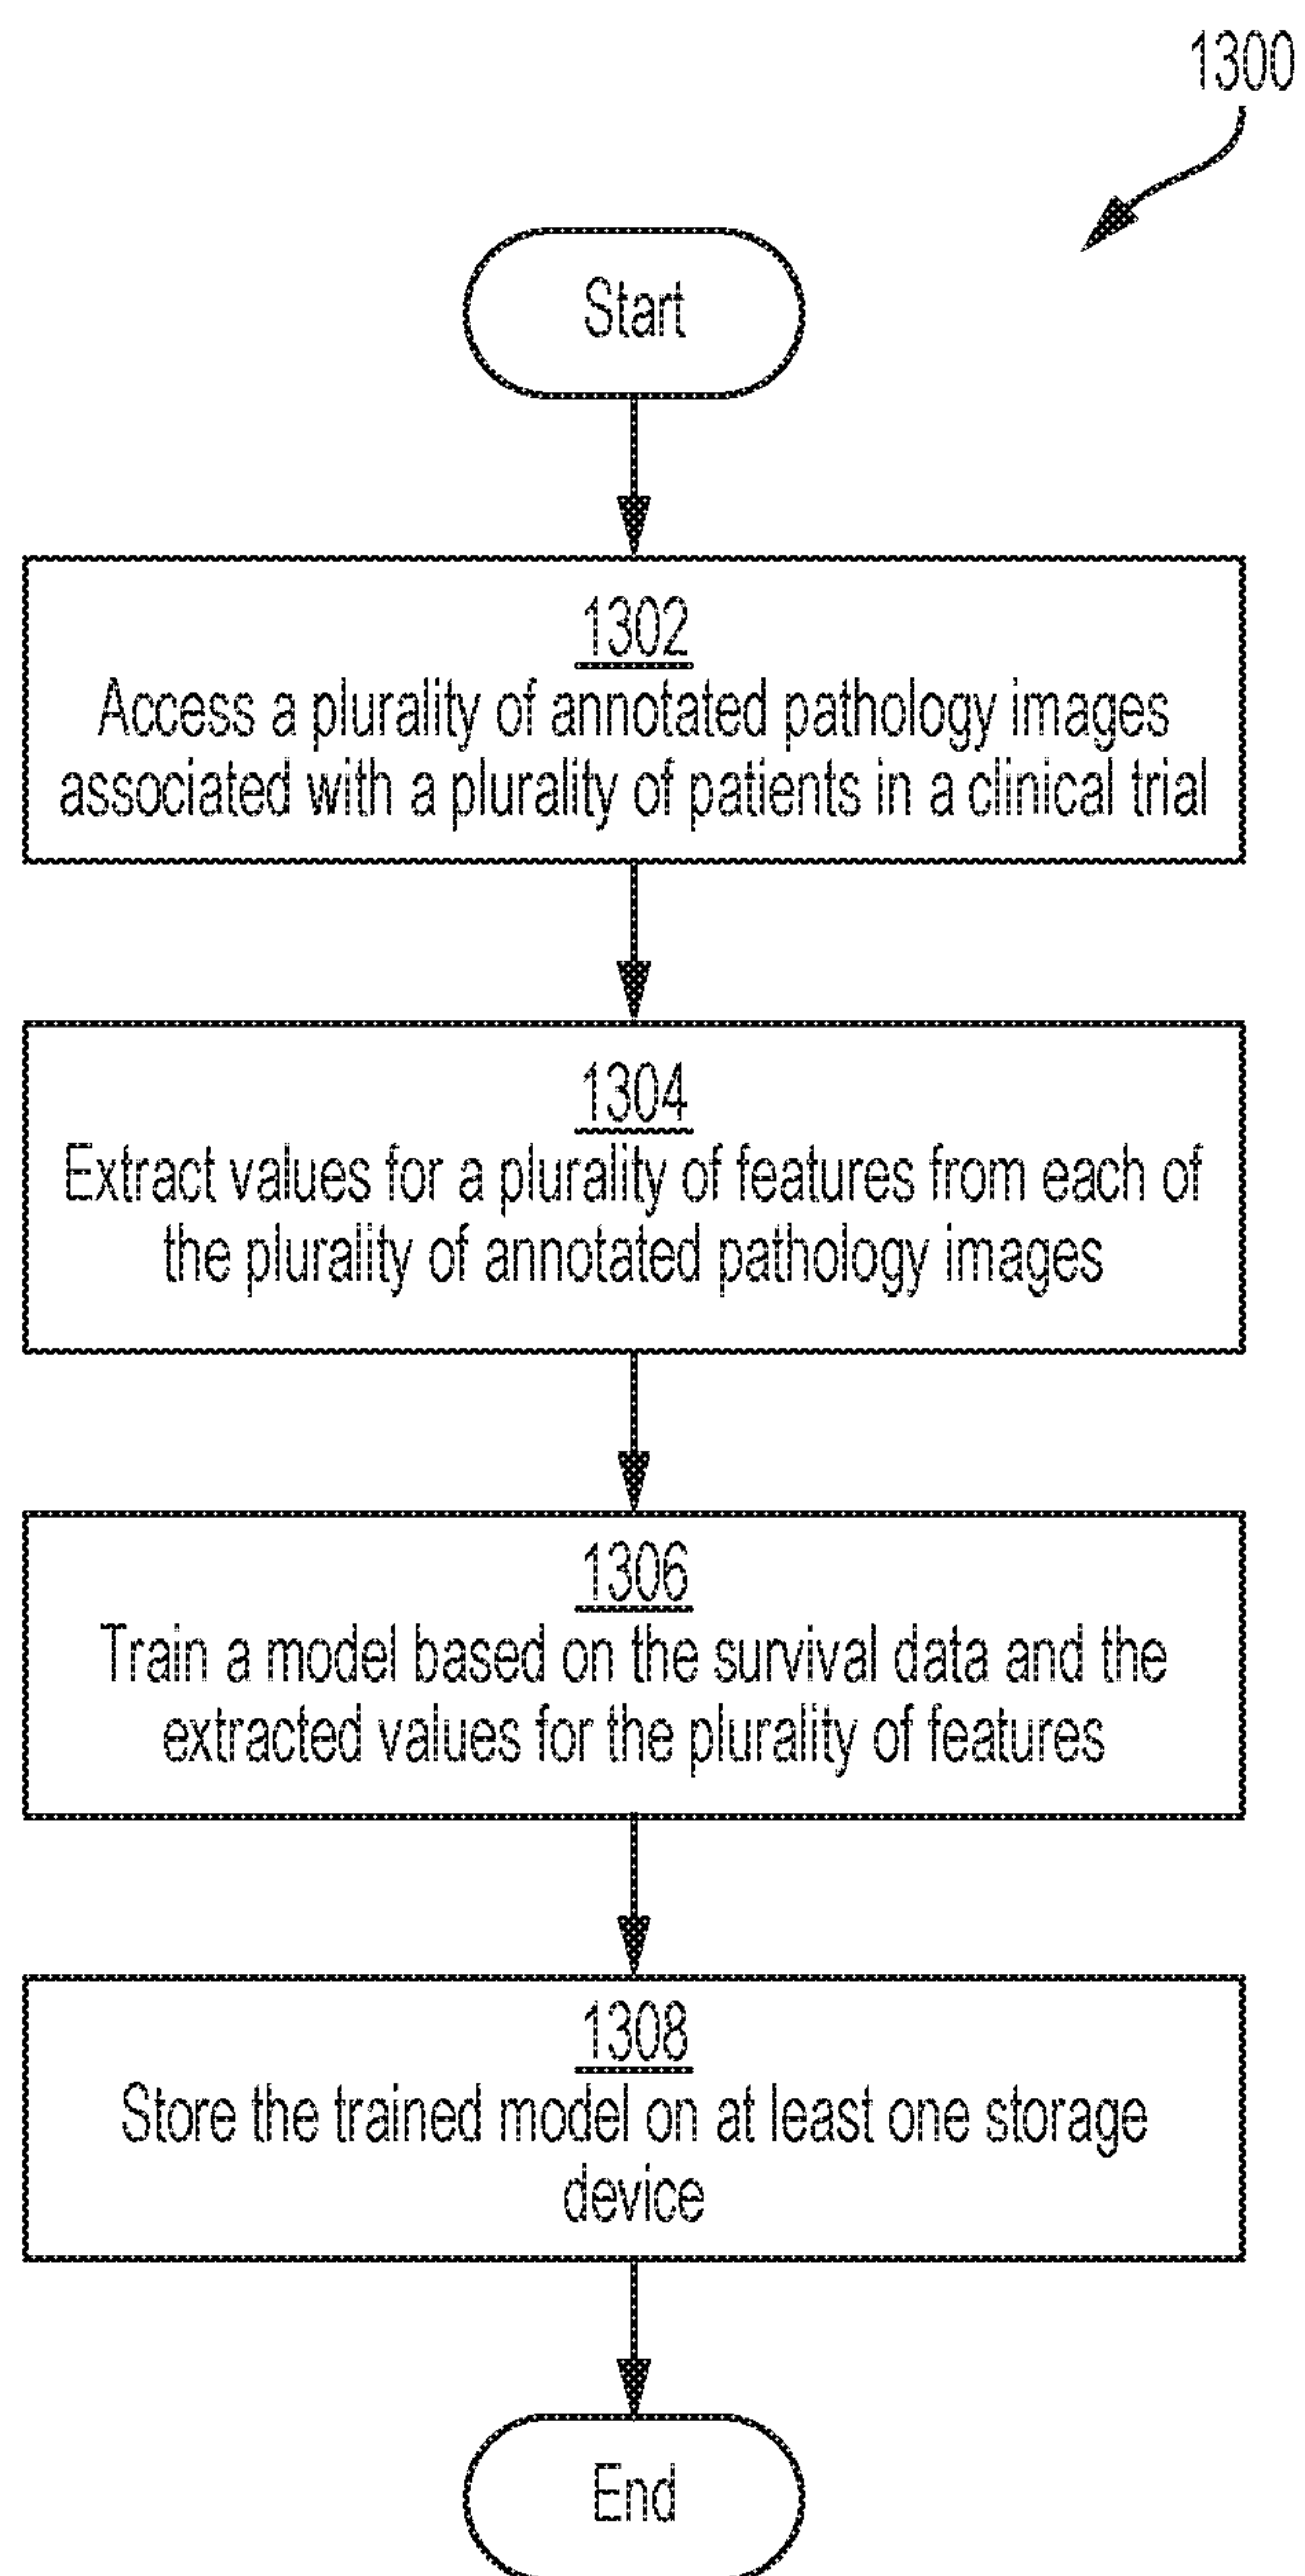 1300
Start
1302
Access a plurality of annotated pathology images
associated with a plurality of patients in a clinical trial
1304
Extract values for a plurality of features from each of
the plurality of annotated pathology images
1306
Train a model based on the survival data and the
extracted values for the plurality of features
1308
Store the trained model on at least one storage
device
End